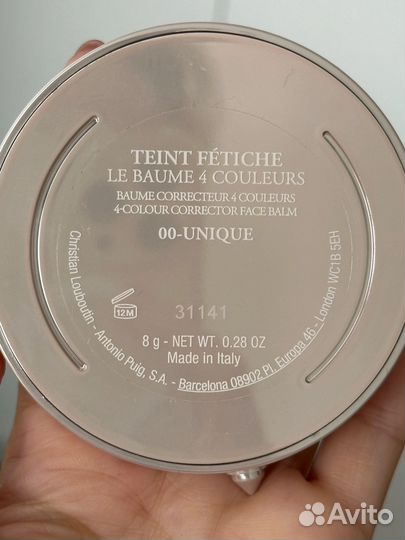 TEINT FÉTICHE
LE BAUME 4 COULEURS
BAUME CORRECTEUR 4 COULEURS
4-COLOUR CORRECTOR FACE BALM
00-UNIQUE
12M
31141
8 g - NET WT. 0.28 OZ
Made in Italy
Christian Louboutin - Antonio Puig, S.A. - Barcelona 08902 Pl. Europa 46 - London WC1B 5EH
Avito